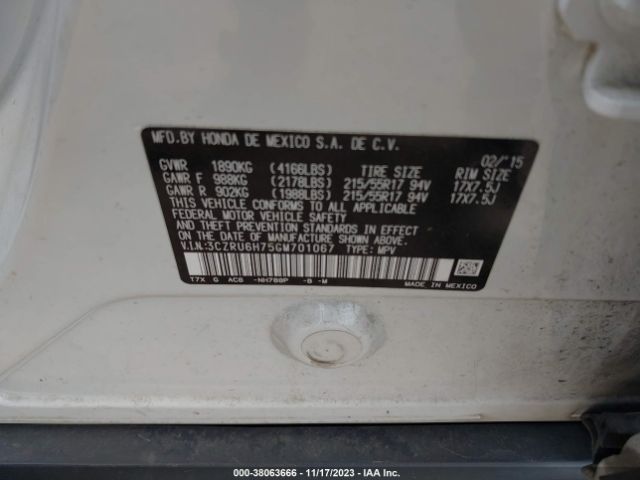 MFD. BY HONDA DE MEXICO S.A. DE C.V. 02/'15
GVWR 1890KG (4166LBS) TIRE SIZE RIM SIZE
GAWR F 988KG (2178LBS) 215/55R17 94V 17X7.5J
GAWR R 902KG (1988LBS) 215/55R17 94V 17X7.5J
THIS VEHICLE CONFORMS TO ALL APPLICABLE
FEDERAL MOTOR VEHICLE SAFETY
AND THEFT PREVENTION STANDARDS IN EFFECT
ON THE DATE OF MANUFACTURE SHOWN ABOVE.
V.I.N.:3CZRU6H75GM701067 TYPE: MPV
T7X G AC8 -NH788P -B -M MADE IN MEXICO
000-38063666 - 11/17/2023 - IAA Inc.